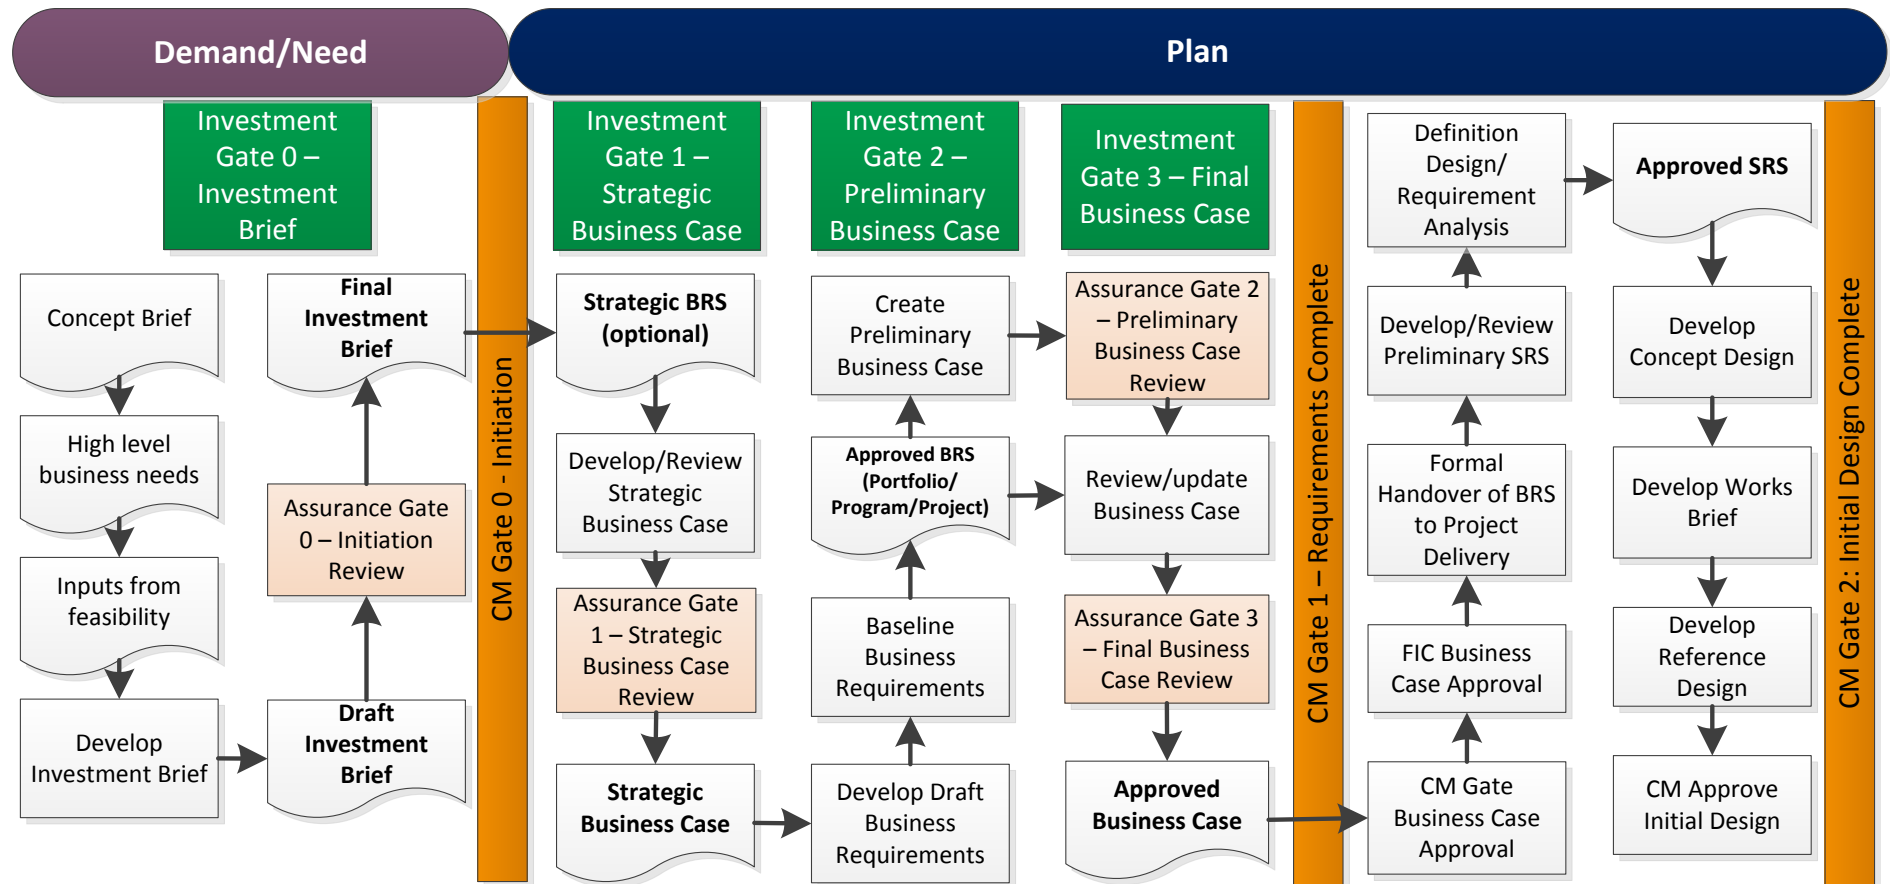 Demand/Need
Plan
Investment
Gate 0 –
Investment
Brief
Investment
Gate 1 –
Strategic
Business Case
Investment
Gate 2 –
Preliminary
Business Case
Investment
Gate 3 – Final
Business Case
Concept Brief
High level
business needs
Inputs from
feasibility
Develop
Investment Brief
Final
Investment
Brief
Assurance Gate
0 – Initiation
Review
Draft
Investment
Brief
CM Gate 0 - Initiation
Strategic BRS
(optional)
Develop/Review
Strategic
Business Case
Assurance Gate
1 – Strategic
Business Case
Review
Strategic
Business Case
Create
Preliminary
Business Case
Approved BRS
(Portfolio/
Program/Project)
Baseline
Business
Requirements
Develop Draft
Business
Requirements
Assurance Gate 2
– Preliminary
Business Case
Review
Review/update
Business Case
Assurance Gate 3
– Final Business
Case Review
Approved
Business Case
CM Gate 1 – Requirements Complete
Definition
Design/
Requirement
Analysis
Develop/Review
Preliminary SRS
Formal
Handover of BRS
to Project
Delivery
FIC Business
Case Approval
CM Gate
Business Case
Approval
Approved SRS
Develop
Concept Design
Develop Works
Brief
Develop
Reference
Design
CM Approve
Initial Design
CM Gate 2: Initial Design Complete